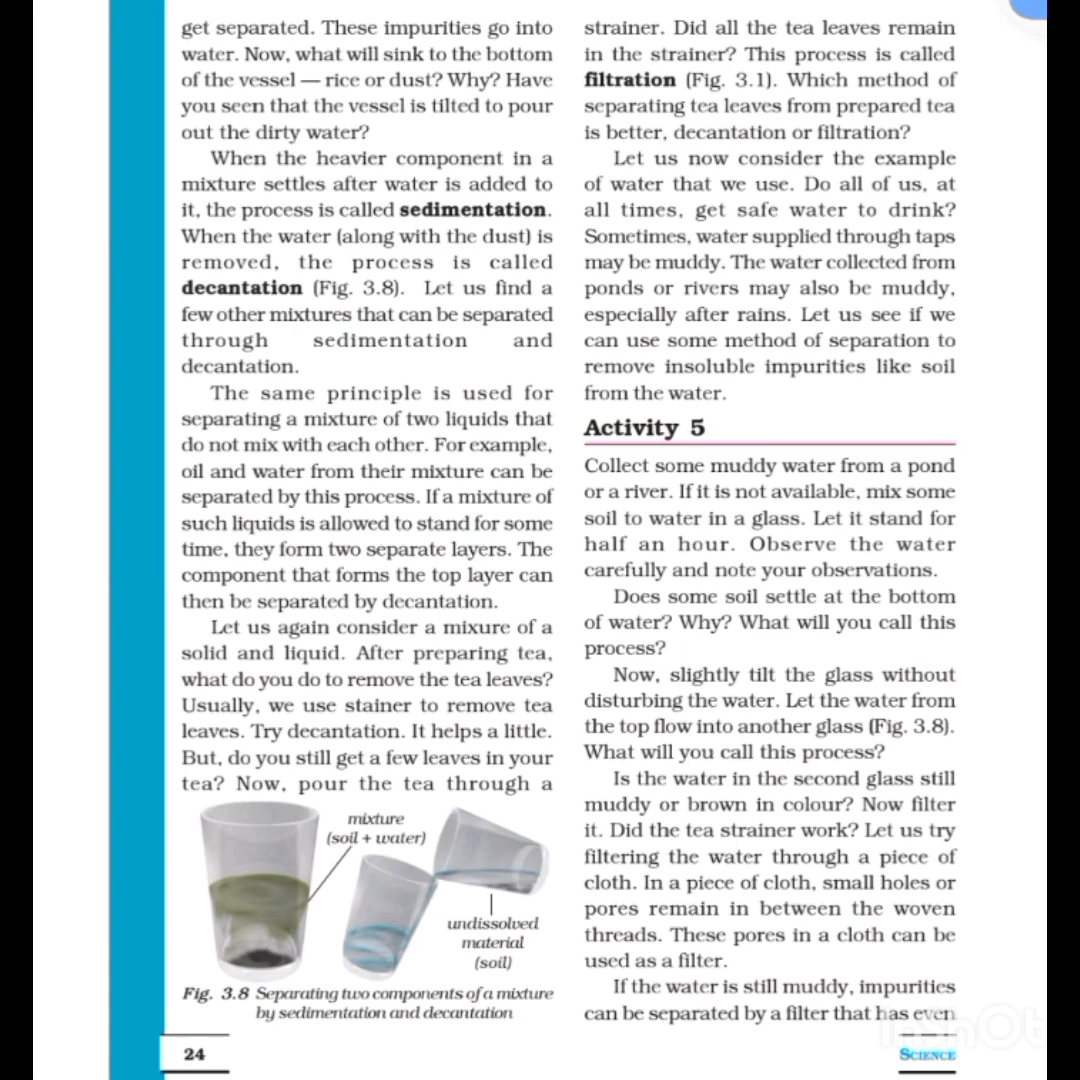 get separated. These impurities go into
water. Now, what will sink to the bottom
of the vessel — rice or dust? Why? Have
you seen that the vessel is tilted to pour
out the dirty water?
When the heavier component in a
mixture settles after water is added to
it, the process is called sedimentation.
When the water (along with the dust) is
removed, the process is called
decantation (Fig. 3.8). Let us find a
few other mixtures that can be separated
through sedimentation and
decantation.
The same principle is used for
separating a mixture of two liquids that
do not mix with each other. For example,
oil and water from their mixture can be
separated by this process. If a mixture of
such liquids is allowed to stand for some
time, they form two separate layers. The
component that forms the top layer can
then be separated by decantation.
Let us again consider a mixure of a
solid and liquid. After preparing tea,
what do you do to remove the tea leaves?
Usually, we use stainer to remove tea
leaves. Try decantation. It helps a little.
But, do you still get a few leaves in your
tea? Now, pour the tea through a
mixture
(soil + water)
undissolved
material
(soil)
Fig. 3.8 Separating two components of a mixture
by sedimentation and decantation
strainer. Did all the tea leaves remain
in the strainer? This process is called
filtration (Fig. 3.1). Which method of
separating tea leaves from prepared tea
is better, decantation or filtration?
Let us now consider the example
of water that we use. Do all of us, at
all times, get safe water to drink?
Sometimes, water supplied through taps
may be muddy. The water collected from
ponds or rivers may also be muddy,
especially after rains. Let us see if we
can use some method of separation to
remove insoluble impurities like soil
from the water.
Activity 5
Collect some muddy water from a pond
or a river. If it is not available, mix some
soil to water in a glass. Let it stand for
half an hour. Observe the water
carefully and note your observations.
Does some soil settle at the bottom
of water? Why? What will you call this
process?
Now, slightly tilt the glass without
disturbing the water. Let the water from
the top flow into another glass (Fig. 3.8).
What will you call this process?
Is the water in the second glass still
muddy or brown in colour? Now filter
it. Did the tea strainer work? Let us try
filtering the water through a piece of
cloth. In a piece of cloth, small holes or
pores remain in between the woven
threads. These pores in a cloth can be
used as a filter.
If the water is still muddy, impurities
can be separated by a filter that has even
InShOt
24
SCIENCE